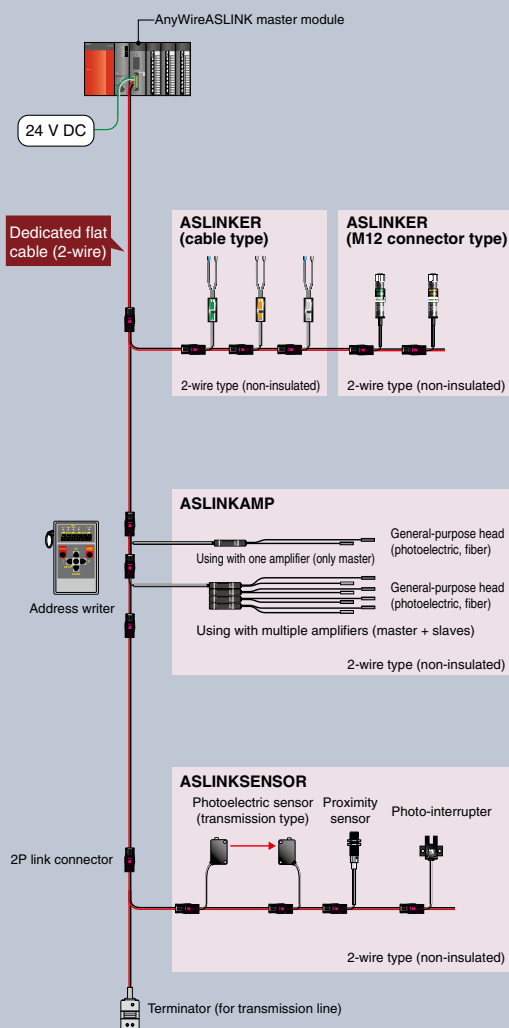 AnyWireASLINK master module
24 V DC
Dedicated flat
cable (2-wire)
ASLINKER
(cable type)
2-wire type (non-insulated)
ASLINKER
(M12 connector type)
2-wire type (non-insulated)
ASLINKAMP
General-purpose head
(photoelectric, fiber)
Using with one amplifier (only master)
General-purpose head
(photoelectric, fiber)
Using with multiple amplifiers (master + slaves)
2-wire type (non-insulated)
Address writer
ASLINKSENSOR
Photoelectric sensor
(transmission type)
Proximity
sensor
Photo-interrupter
2P link connector
2-wire type (non-insulated)
Terminator (for transmission line)